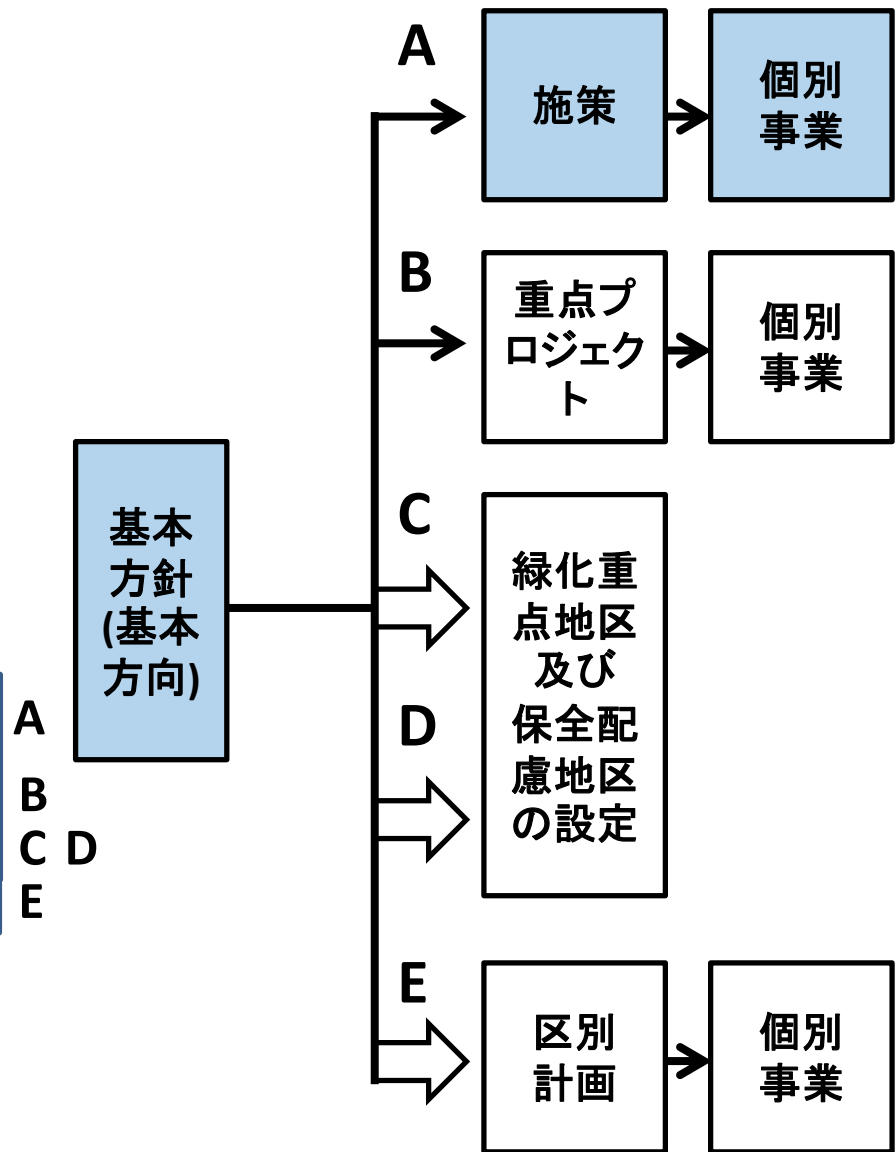 A
施策
個別
事業
B
重点プ
ロジェク
ト
個別
事業
基本
方針
(基本
方向)
C
D
緑化重
点地区
及び
保全配
慮地区
の設定
A
B
C D
E
E
区別
計画
個別
事業